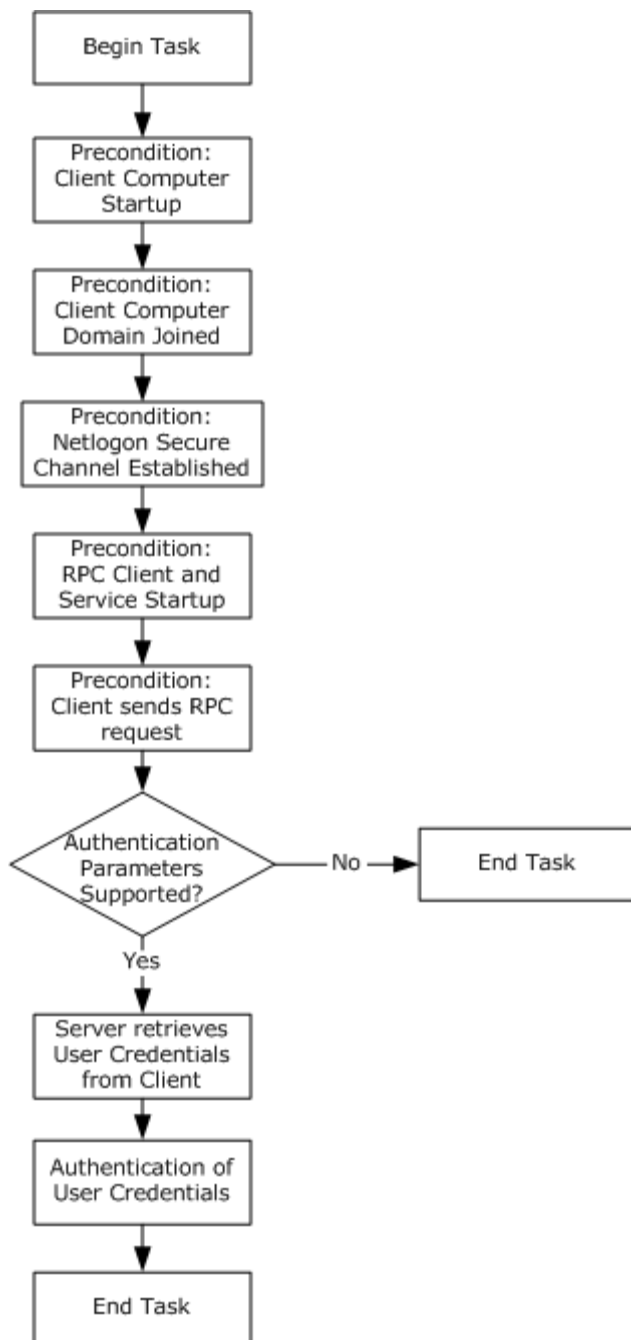 Begin Task
Precondition:
Client Computer
Startup
Precondition:
Client Computer
Domain Joined
Precondition:
Netlogon Secure
Channel Established
Precondition:
RPC Client and
Service Startup
Precondition:
Client sends RPC
request
Authentication
Parameters
Supported?
No
End Task
Yes
Server retrieves
User Credentials
from Client
Authentication of
User Credentials
End Task